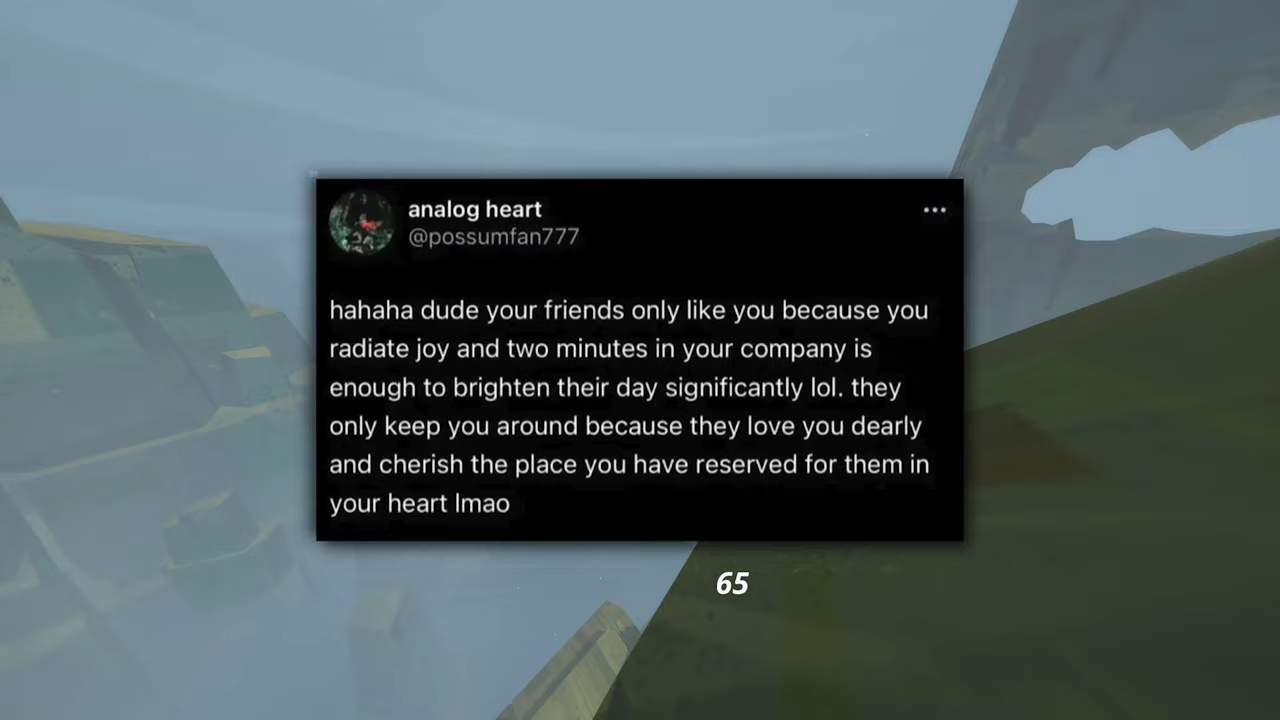 analog heart
@possumfan777
hahaha dude your friends only like you because you
radiate joy and two minutes in your company is
enough to brighten their day significantly lol. they
only keep you around because they love you dearly
and cherish the place you have reserved for them in
your heart lmao
65